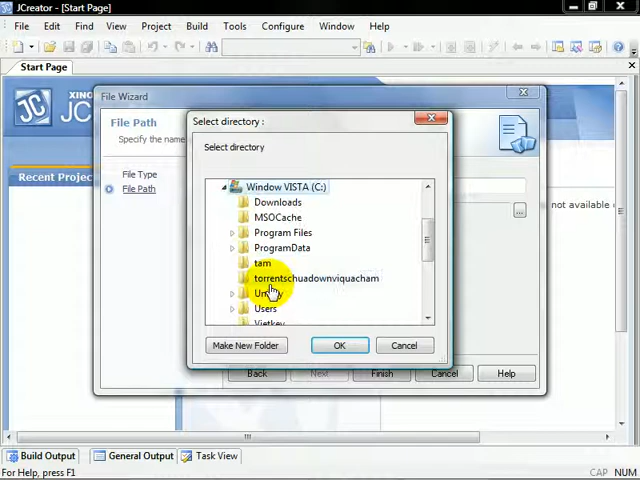 JCreator - [Start Page]
File Edit Find View Project Build Tools Configure Window Help
Start Page
File Wizard
JC
File Path
Specify the name
File Type
File Path
Recent Proje
not available
Select directory :
Select directory
Window VISTA (C:)
Downloads
MSOCache
Program Files
ProgramData
tam
torrentschuadownviquacham
Users
Vietkey
Make New Folder OK Cancel
Back Next Finish Cancel Help
Build Output General Output Task View
For Help, press F1 CAP NUM